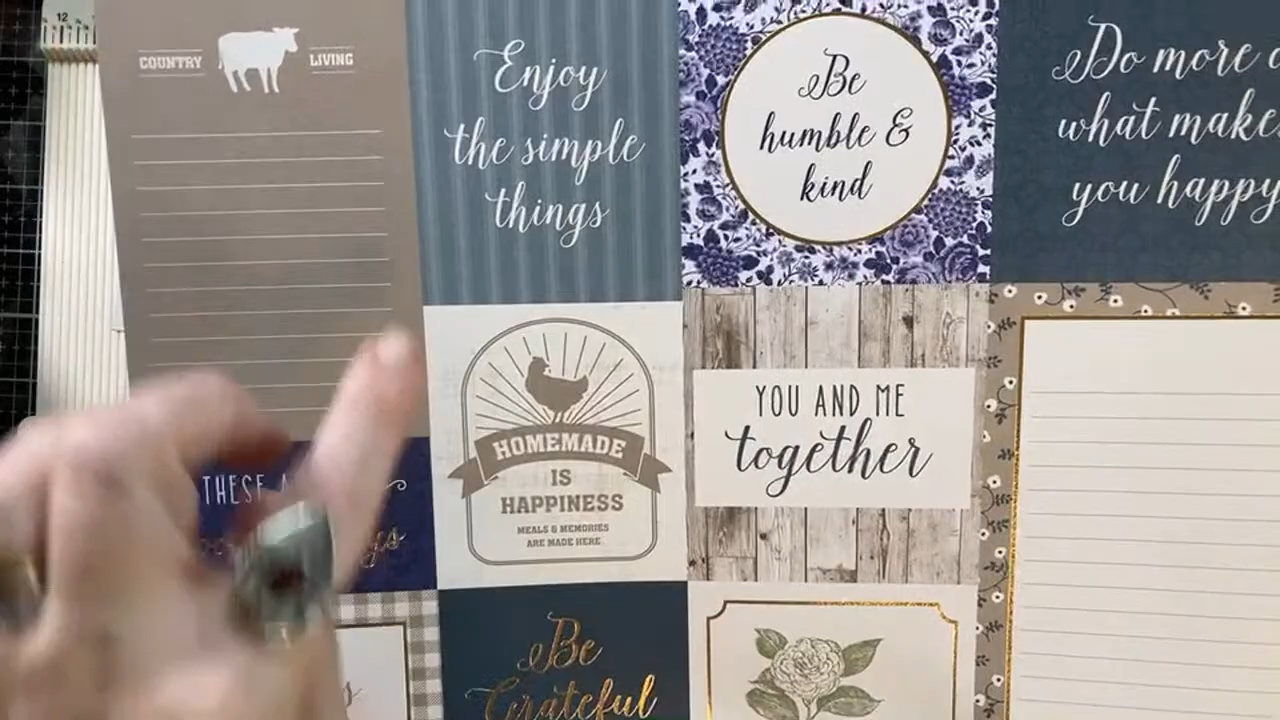 12
COUNTRY LIVING
Enjoy
the simple
things
Be
humble &
kind
Do more
what make
you happy
HOMEMADE
IS
HAPPINESS
MEALS & MEMORIES
ARE MADE HERE
YOU AND ME
together
THESE
Be
Grateful